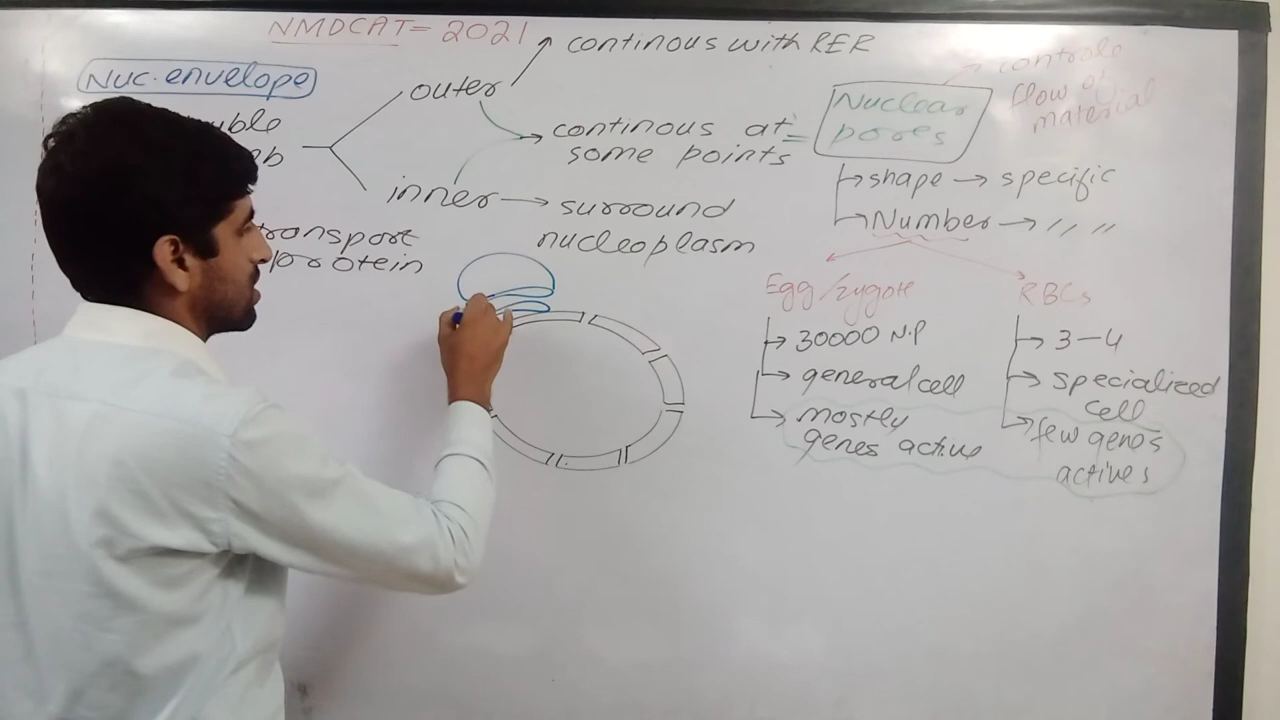 NMDCAT = 2021
Nuc. envelope
outer
continous with RER
continous at
some points
=
Nuclear
pores
controls
flow of
material
inner
surround
nucleoplasm
transport
protein
shape → specific
Number → ,, ,,
Egg/zygote
30000 N.P
general cell
mostly
genes active
RBCs
3-4
specialized
cell
few genes
actives